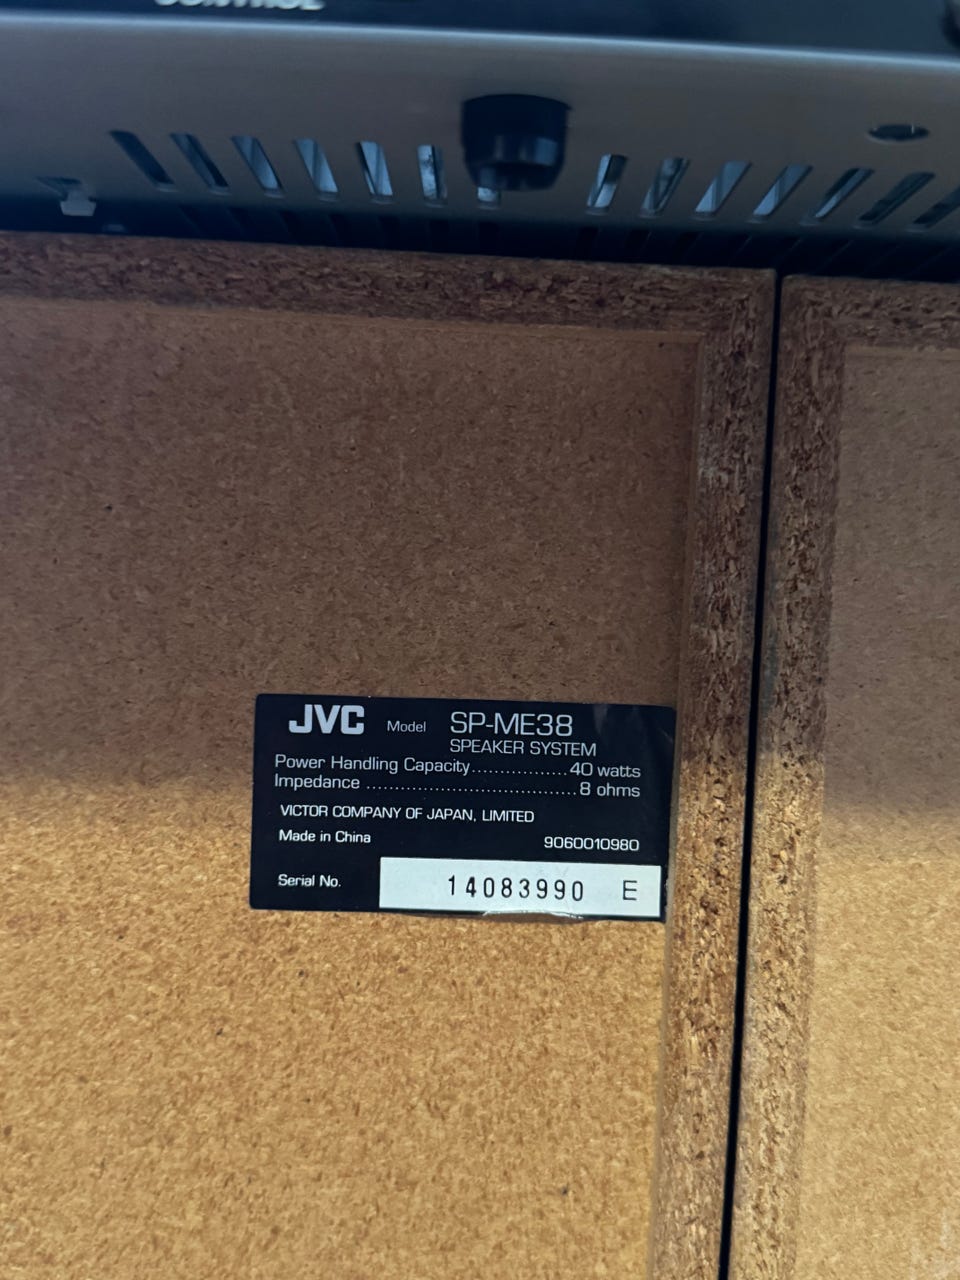 CONTROL
JVC Model SP-ME38
SPEAKER SYSTEM
Power Handling Capacity.................40 watts
Impedance ....................................8 ohms
VICTOR COMPANY OF JAPAN, LIMITED
Made in China 9060010980
Serial No. 14083990 E